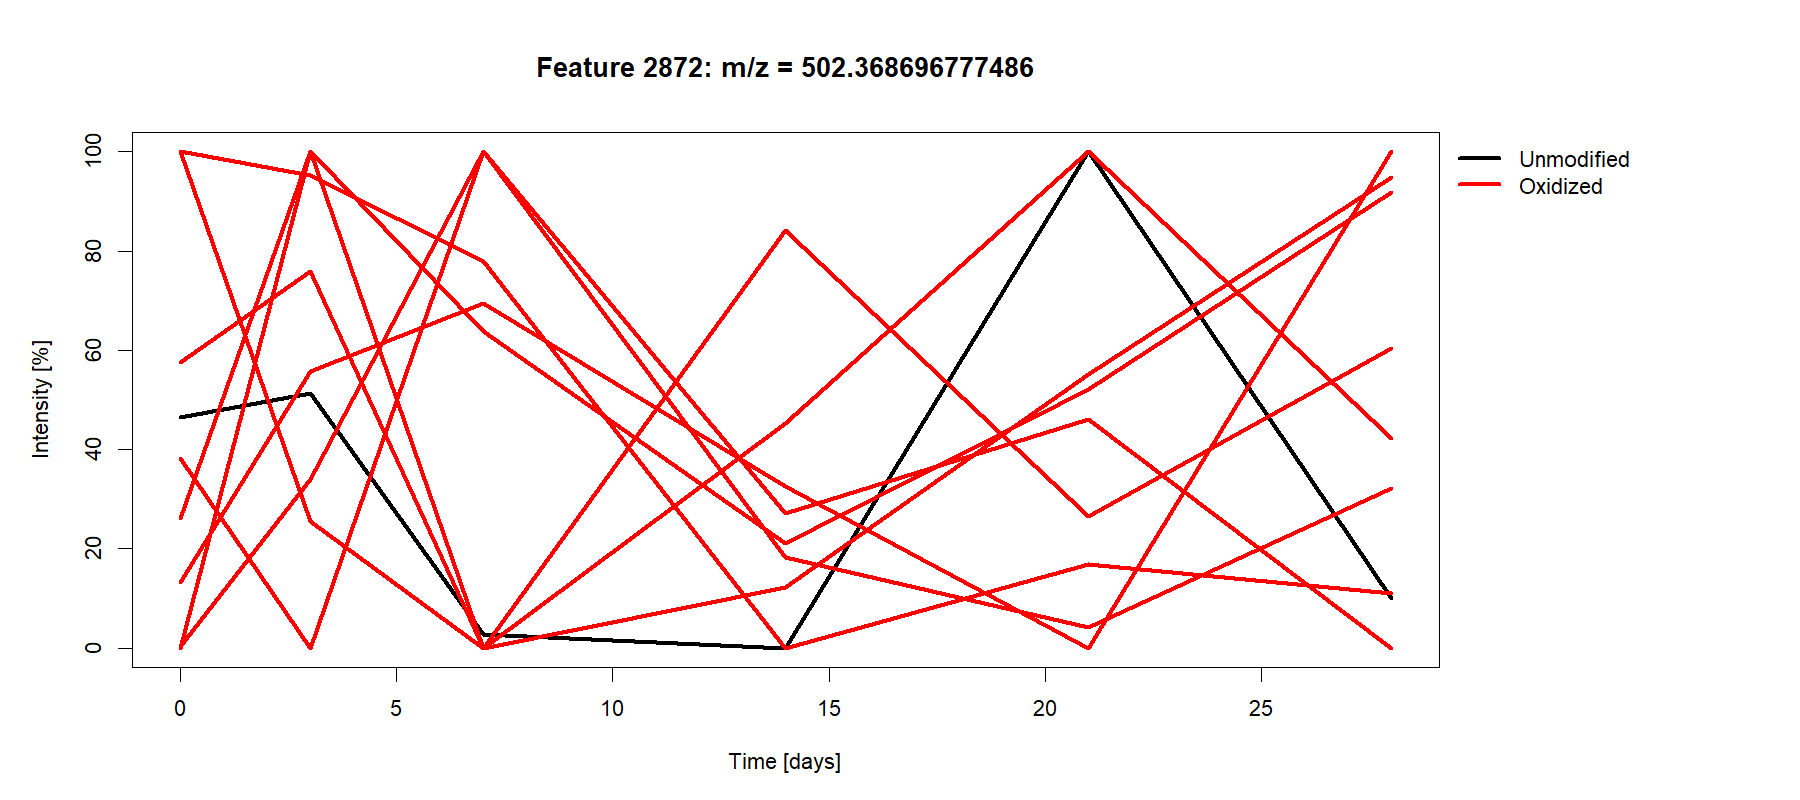 Feature 2872: m/z = 502.368696777486
Unmodified
Oxidized
Intensity [%]
100
80
60
40
20
0
0 5 10 15 20 25
Time [days]